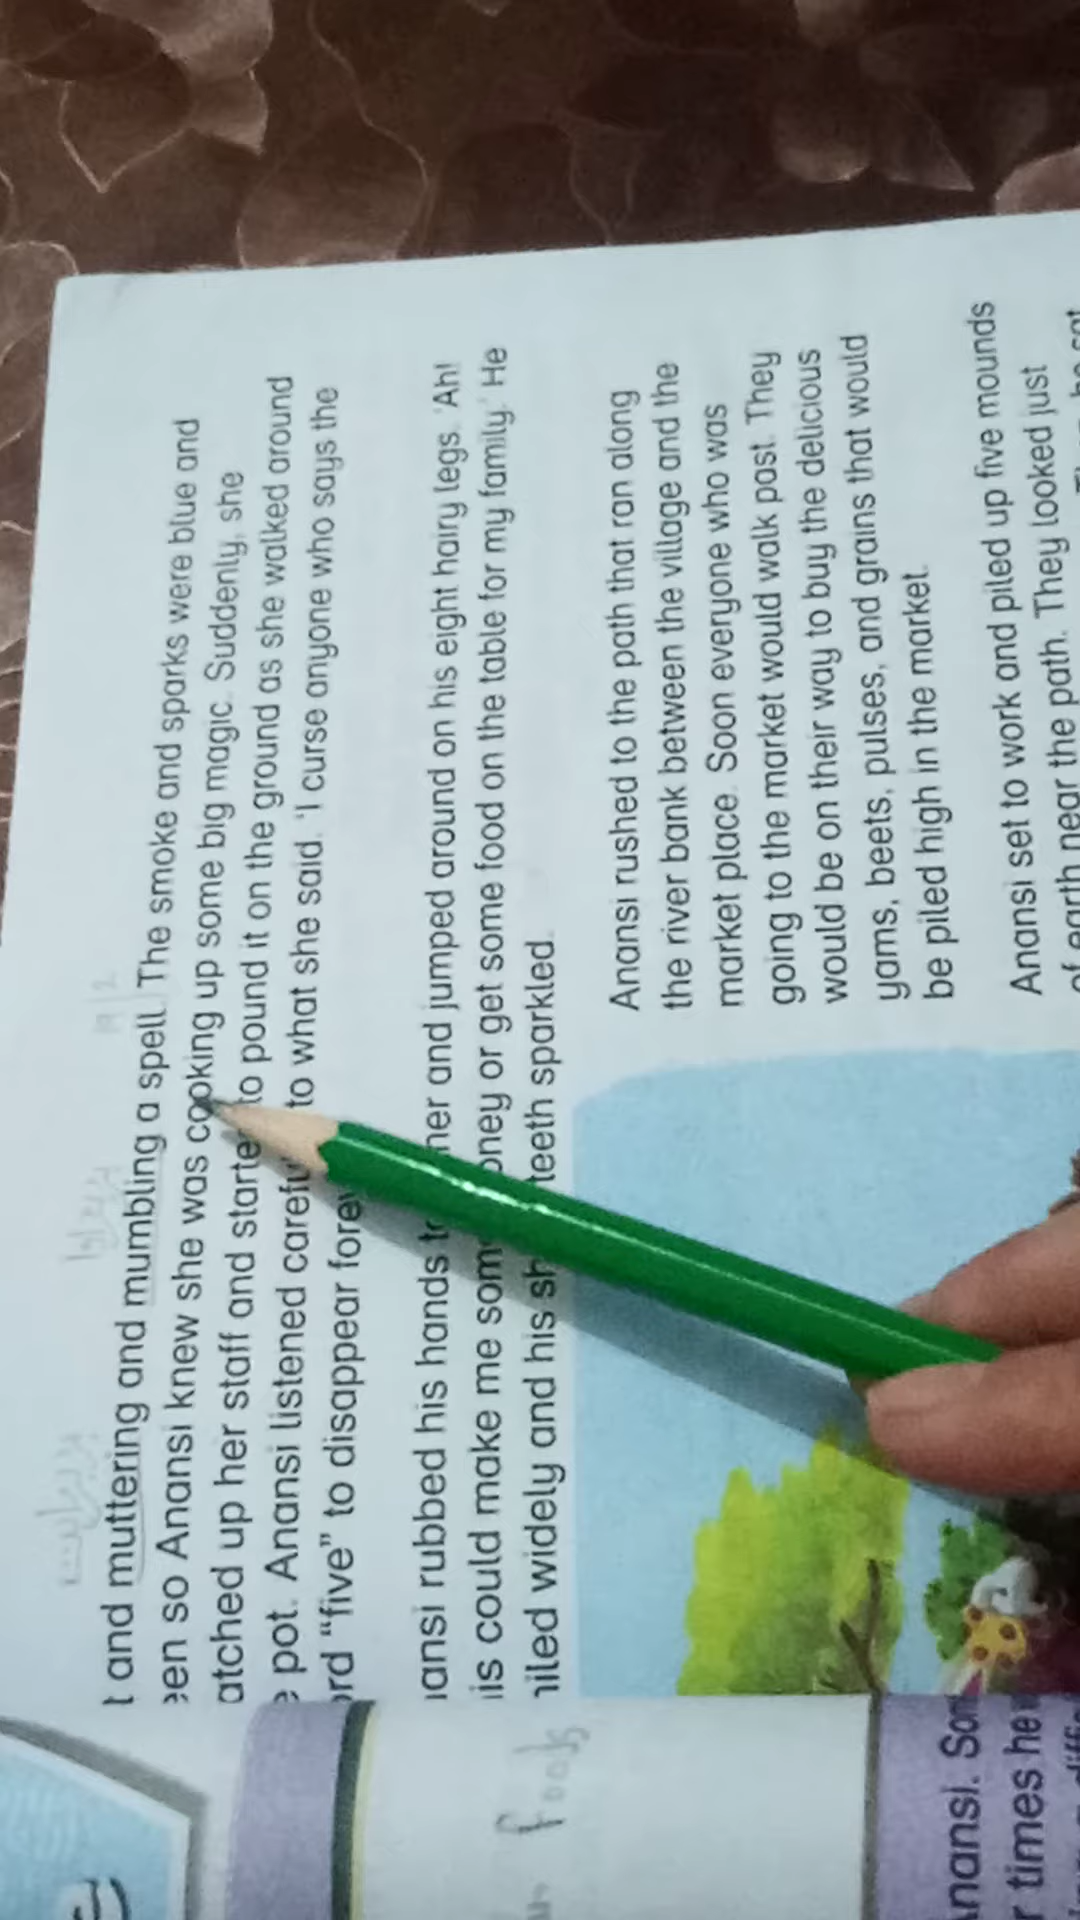 t and muttering and mumbling a spell. The smoke and sparks were blue and
een so Anansi knew she was cooking up some big magic. Suddenly, she
atched up her staff and starte to pound it on the ground as she walked around
e pot. Anansi listened carefu to what she said. 'I curse anyone who says the
ord “five” to disappear fore
ansi rubbed his hands t her and jumped around on his eight hairy legs. 'Ah!
is could make me som oney or get some food on the table for my family.' He
iled widely and his sh teeth sparkled.
Anansi rushed to the path that ran along
the river bank between the village and the
market place. Soon everyone who was
going to the market would walk past. They
would be on their way to buy the delicious
yams, beets, pulses, and grains that would
be piled high in the market.
Anansi set to work and piled up five mounds
of earth near the path. They looked just
food
nansi. Som
r times he